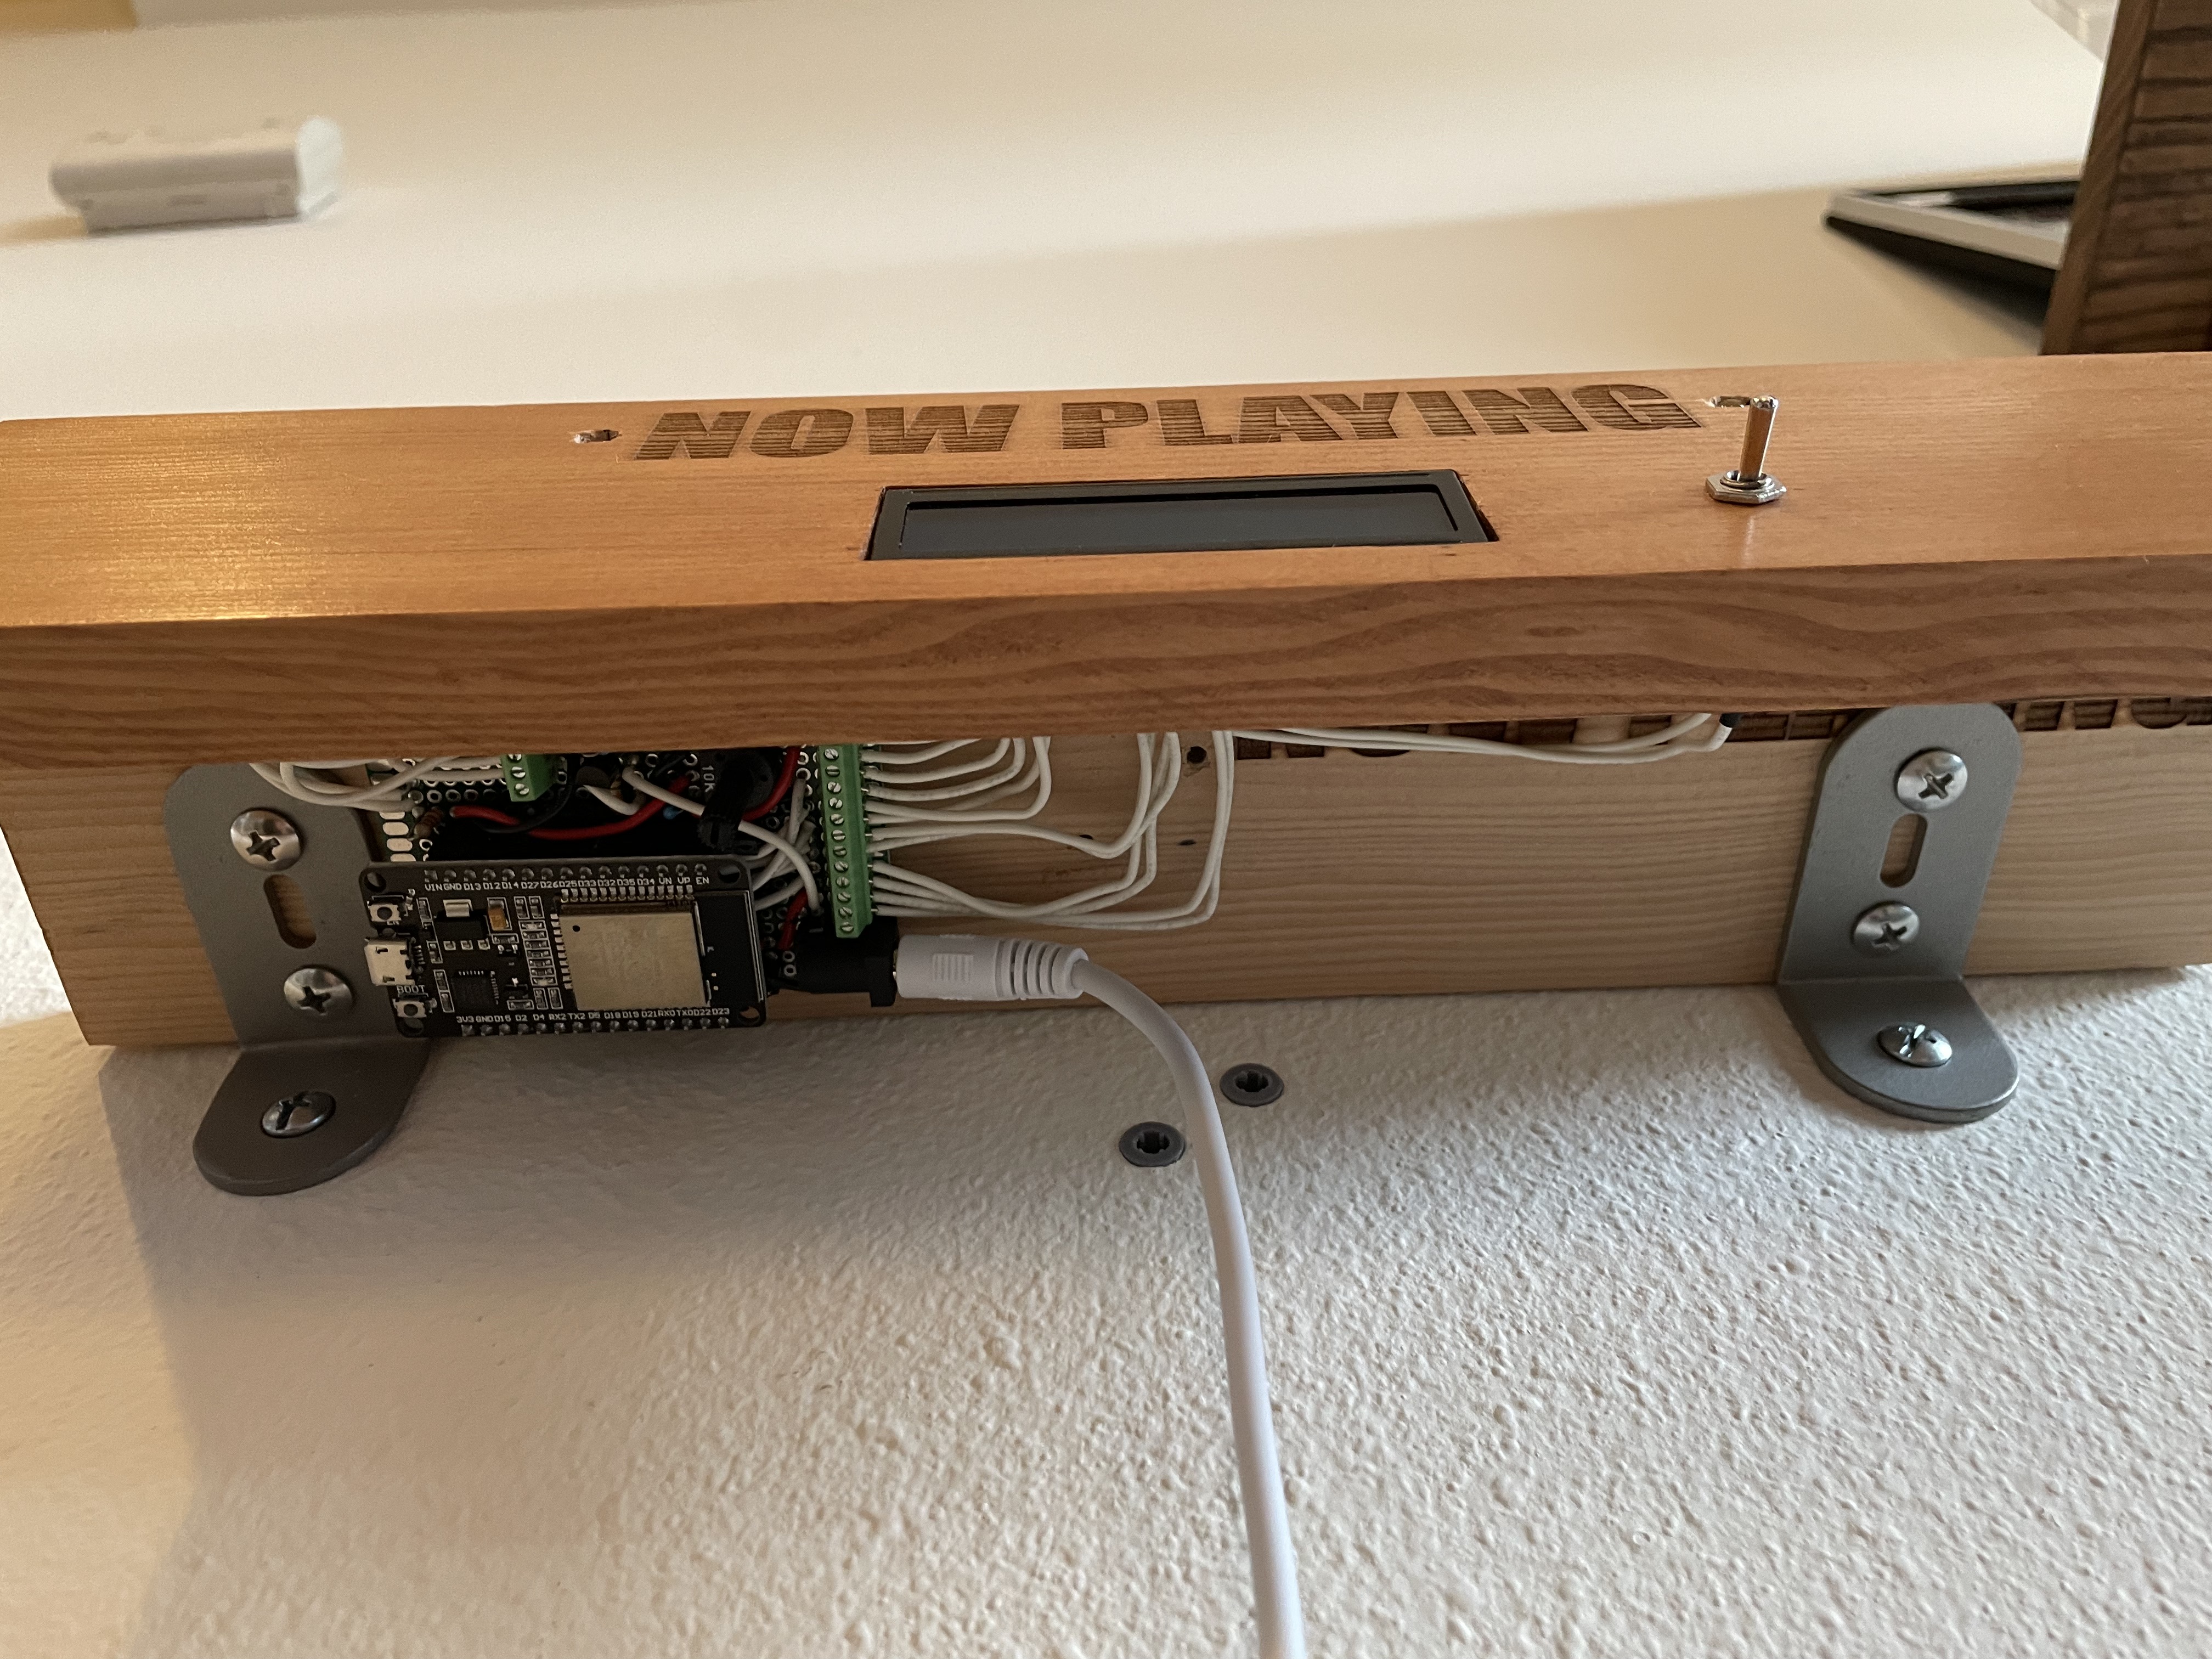 NOW PLAYING
10K
VIN GND D13 D12 D14 D27 D26 D25 D33 D32 D35 D34 VN VP EN
BOOT
3V3 GND D15 D2 D4 RX2 TX2 D5 D18 D19 D21 RX0 TX0 D22 D23